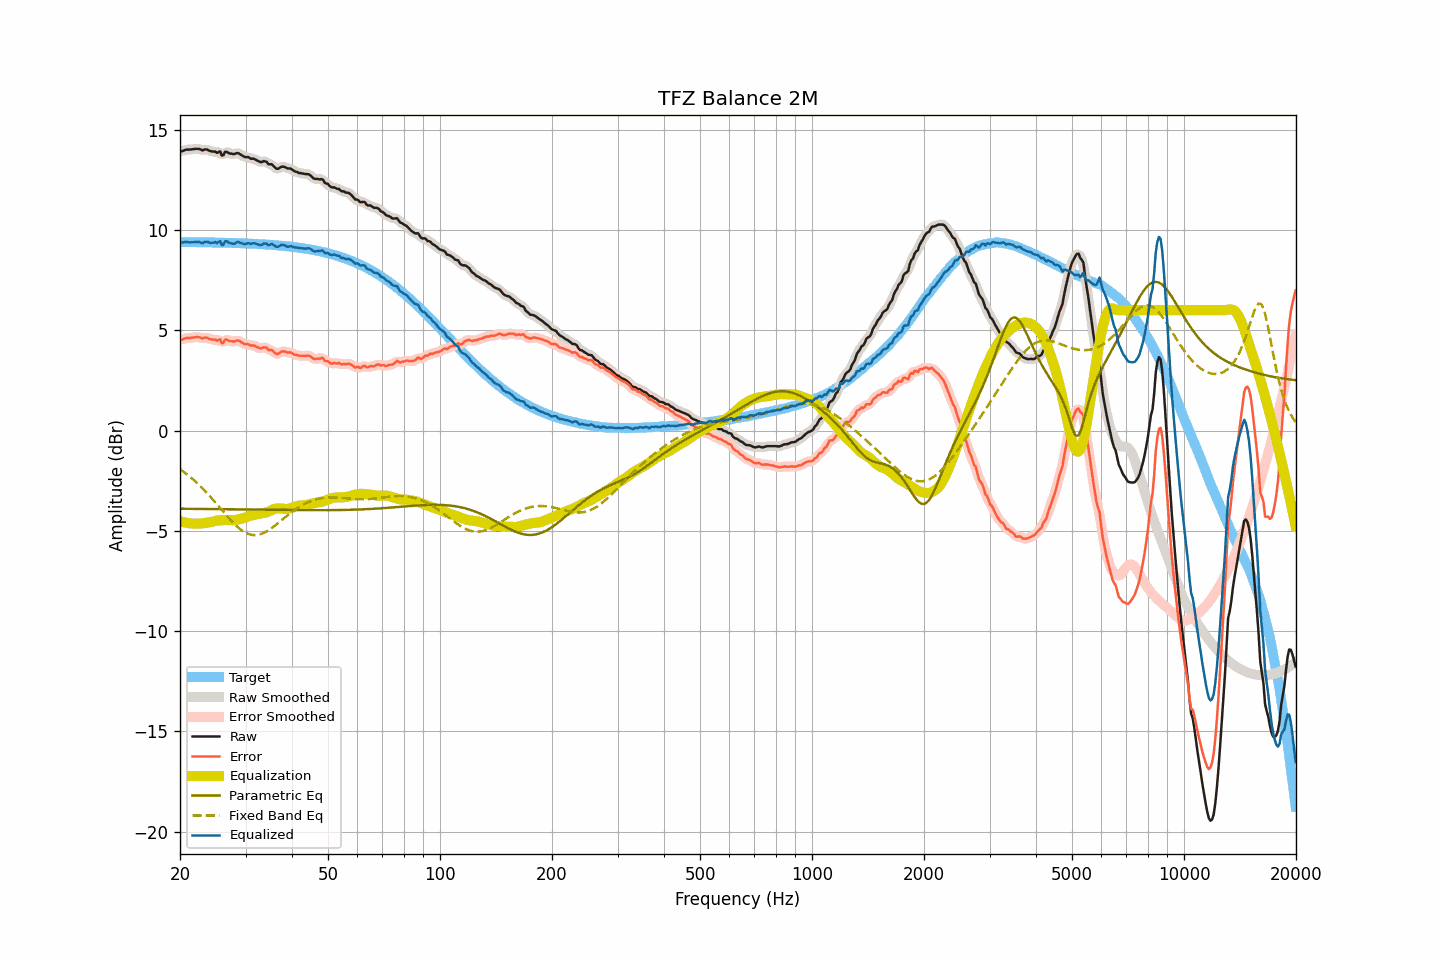 TFZ Balance 2M
Amplitude (dBr)
15
10
5
0
−5
−10
−15
−20
Target
Raw Smoothed
Error Smoothed
Raw
Error
Equalization
Parametric Eq
Fixed Band Eq
Equalized
20 50 100 200 500 1000 2000 5000 10000 20000
Frequency (Hz)